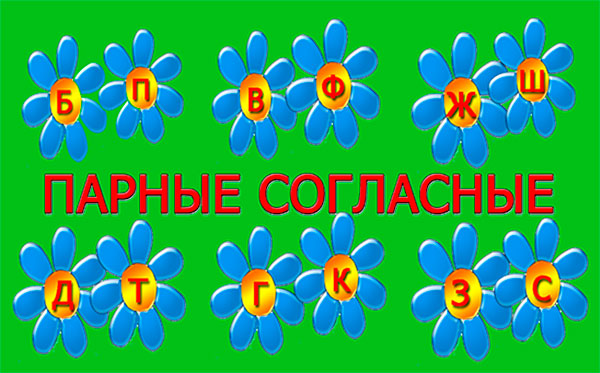 Б П В Ф Ж Ш
ПАРНЫЕ СОГЛАСНЫЕ
Д Т Г К З С